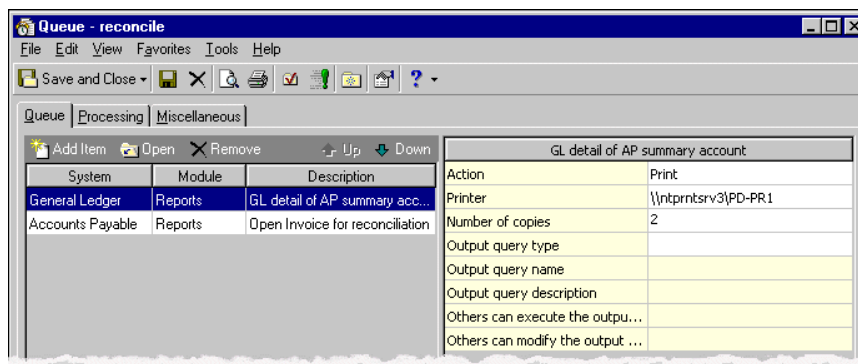 Queue - reconcile
File Edit View Favorites Tools Help
Save and Close
Queue Processing Miscellaneous
Add Item Open Remove Up Down
System Module Description
General Ledger Reports GL detail of AP summary acc...
Accounts Payable Reports Open Invoice for reconciliation
GL detail of AP summary account
Action Print
Printer \\ntprntsrv3\PD-PR1
Number of copies 2
Output query type
Output query name
Output query description
Others can execute the outpu...
Others can modify the output ...